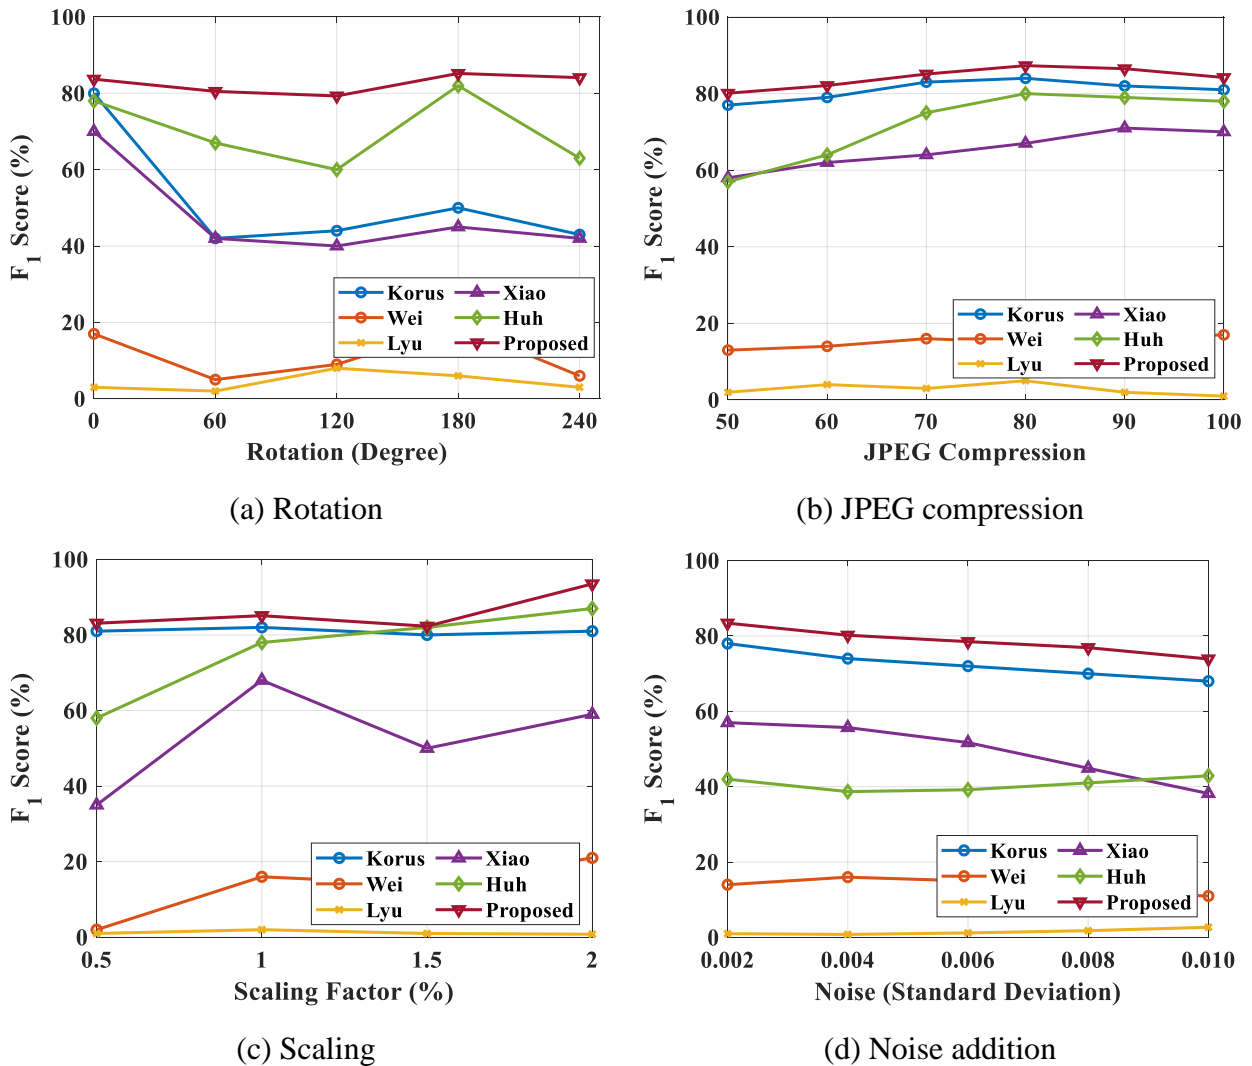 100
80
60
40
20
0
F1 Score (%)
Korus Xiao
Wei Huh
Lyu Proposed
0 60 120 180 240
Rotation (Degree)
(a) Rotation
100
80
60
40
20
0
F1 Score (%)
Korus Xiao
Wei Huh
Lyu Proposed
50 60 70 80 90 100
JPEG Compression
(b) JPEG compression
100
80
60
40
20
0
F1 Score (%)
Korus Xiao
Wei Huh
Lyu Proposed
0.5 1 1.5 2
Scaling Factor (%)
(c) Scaling
100
80
60
40
20
0
F1 Score (%)
Korus Xiao
Wei Huh
Lyu Proposed
0.002 0.004 0.006 0.008 0.010
Noise (Standard Deviation)
(d) Noise addition